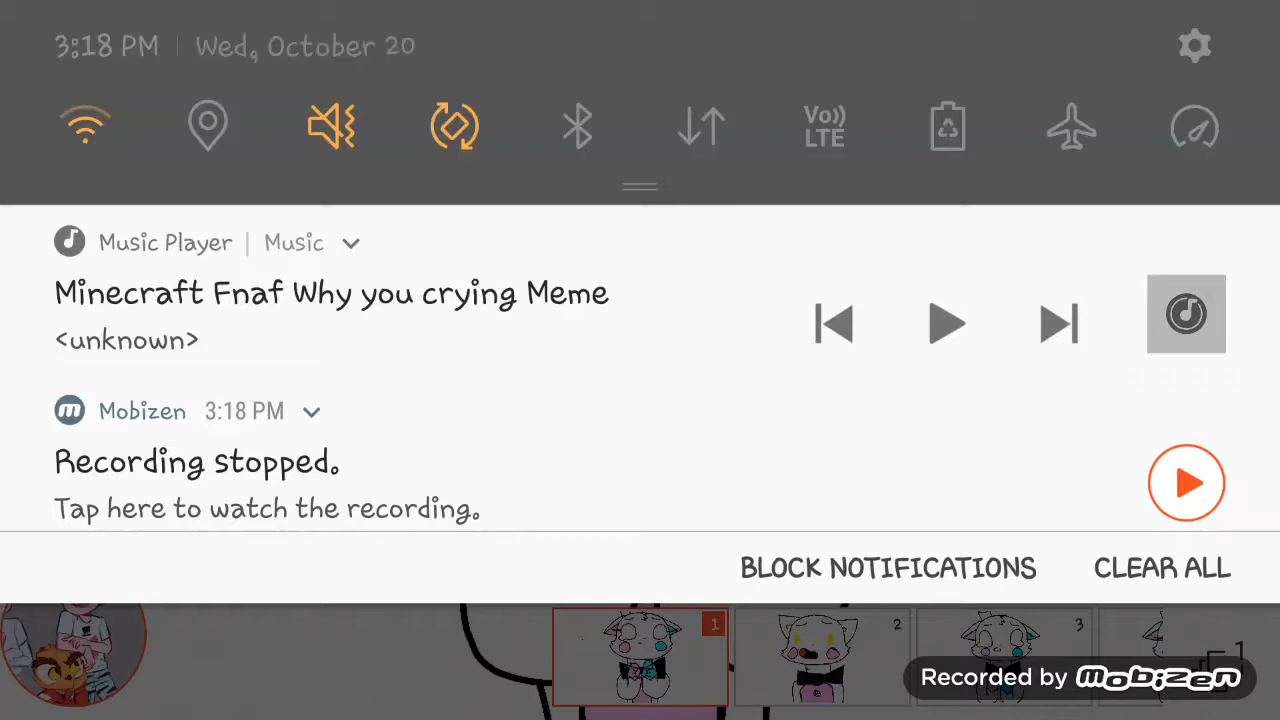 3:18 PM | Wed, October 20
Vo))
LTE
Music Player | Music
Minecraft Fnaf Why you crying Meme
<unknown>
Mobizen 3:18 PM
Recording stopped.
Tap here to watch the recording.
BLOCK NOTIFICATIONS CLEAR ALL
1 2 3 1
Recorded by mobizen